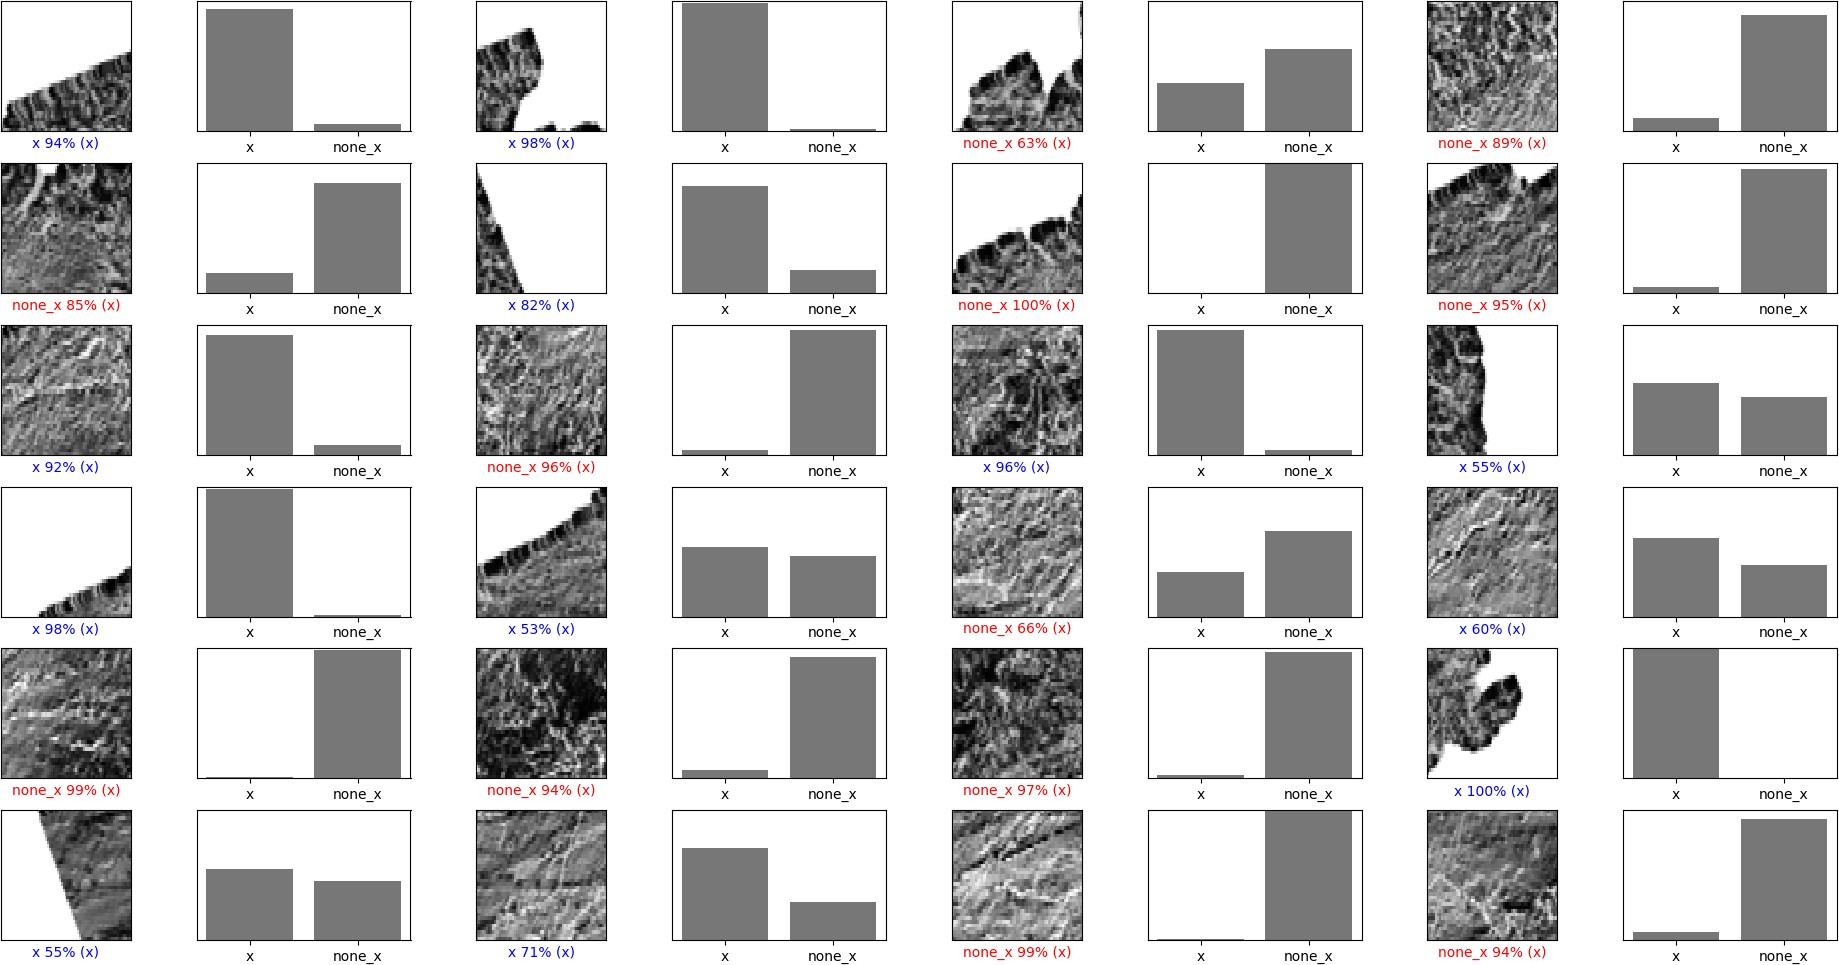 x 94% (x) x none_x x 98% (x) x none_x none_x 63% (x) x none_x none_x 89% (x) x none_x
none_x 85% (x) x none_x x 82% (x) x none_x none_x 100% (x) x none_x none_x 95% (x) x none_x
x 92% (x) x none_x none_x 96% (x) x none_x x 96% (x) x none_x x 55% (x) x none_x
x 98% (x) x none_x x 53% (x) x none_x none_x 66% (x) x none_x x 60% (x) x none_x
none_x 99% (x) x none_x none_x 94% (x) x none_x none_x 97% (x) x none_x x 100% (x) x none_x
x 55% (x) x none_x x 71% (x) x none_x none_x 99% (x) x none_x none_x 94% (x) x none_x